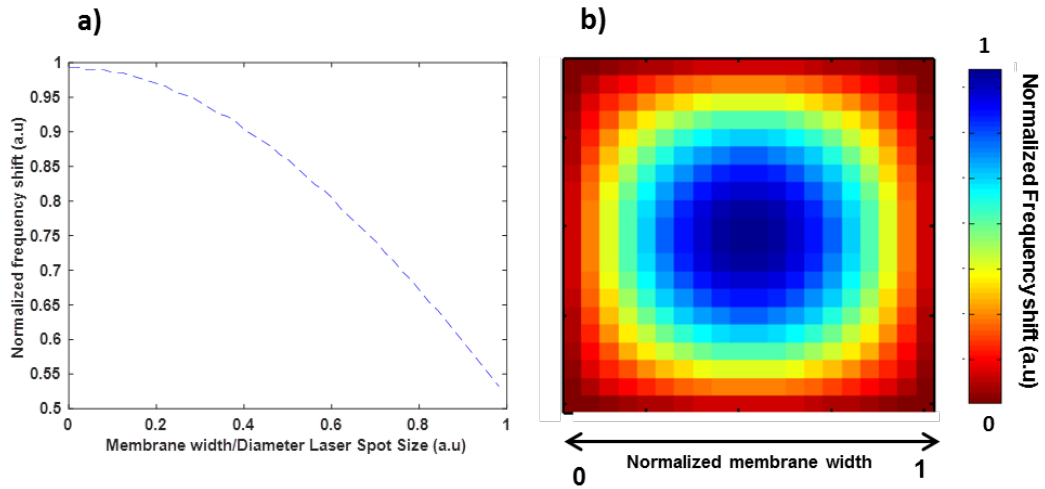 a)
Normalized frequency shift (a.u)
1
0.95
0.9
0.85
0.8
0.75
0.7
0.65
0.6
0.55
0.5
0 0.2 0.4 0.6 0.8 1
Membrane width/Diameter Laser Spot Size (a.u)
b)
1
Normalized Frequency shift (a.u)
0
Normalized membrane width
0 1